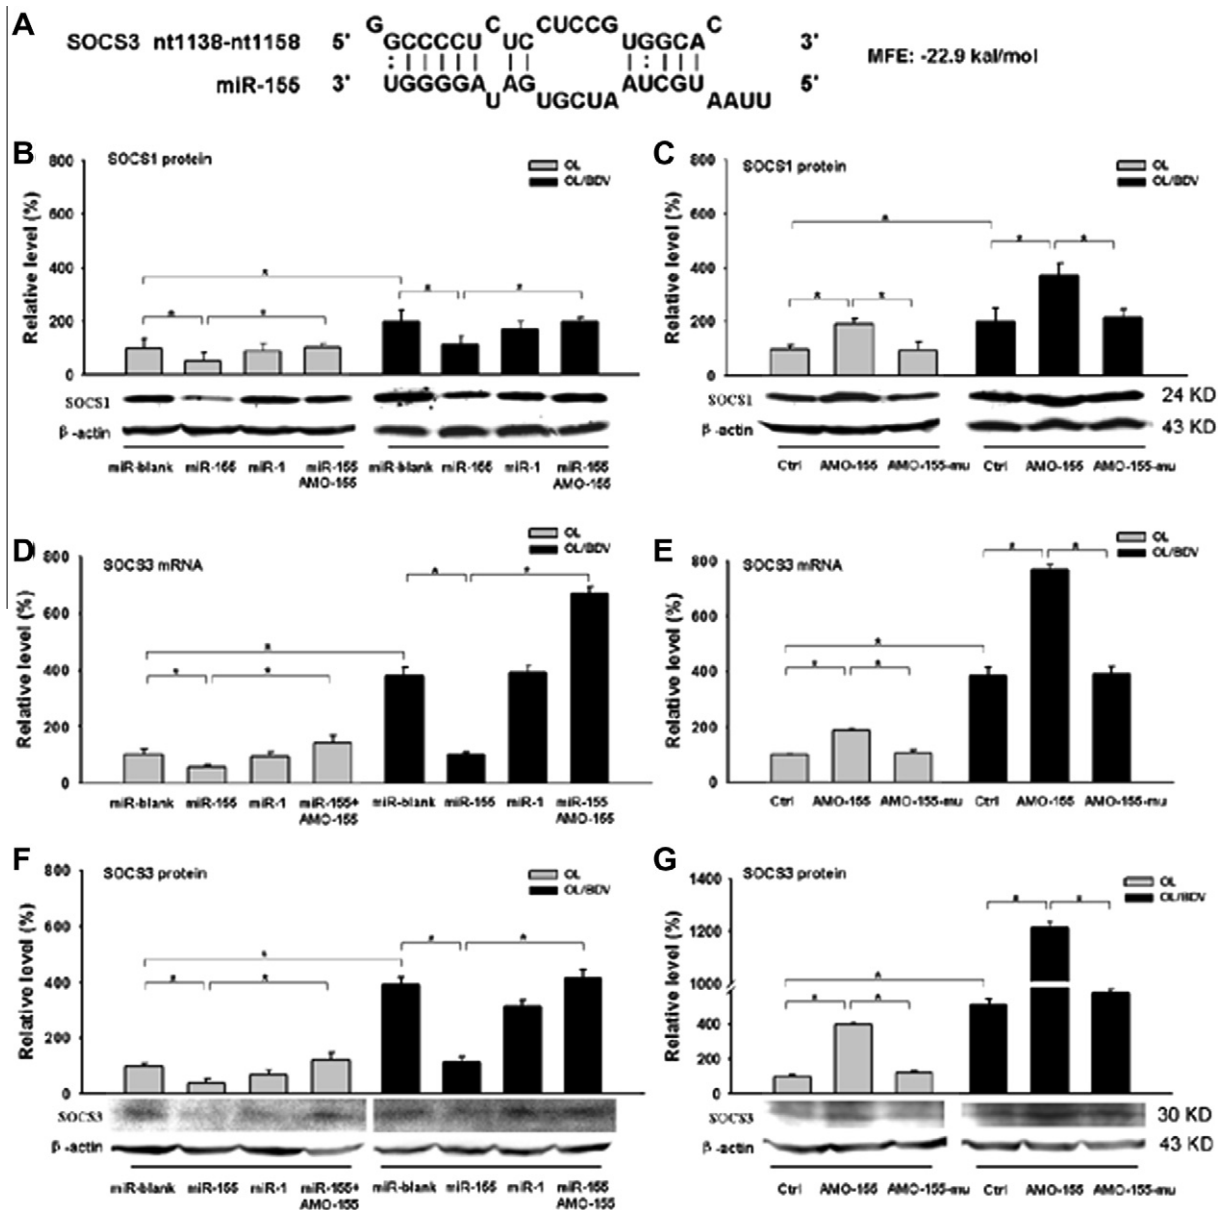 A
G C CUCCG C
SOCS3 nt1138-nt1158 5' GCCCCU UC UGGCA 3'
MFE: -22.9 kal/mol
miR-155 3' UGGGGA AG AUCGU 5'
U UGCUA AAUU
B
SOCS1 protein
OL
OL/BDV
Relative level (%)
800
600
400
200
0
SOCS1
β-actin
miR-blank miR-155 miR-1 miR-155 miR-blank miR-155 miR-1 miR-155
AMO-155 AMO-155
C
SOCS1 protein
OL
OL/BDV
Relative level (%)
800
600
400
200
0
SOCS1 24 KD
β-actin 43 KD
Ctrl AMO-155 AMO-155-mu Ctrl AMO-155 AMO-155-mu
D
SOCS3 mRNA
OL
OL/BDV
Relative level (%)
800
600
400
200
0
miR-blank miR-155 miR-1 miR-155+ miR-blank miR-155 miR-1 miR-155
AMO-155 AMO-155
E
SOCS3 mRNA
OL
OL/BDV
Relative level (%)
800
600
400
200
0
Ctrl AMO-155 AMO-155-mu Ctrl AMO-155 AMO-155-mu
F
SOCS3 protein
OL
OL/BDV
Relative level (%)
800
600
400
200
0
SOCS3
β-actin
miR-blank miR-155 miR-1 miR-155+ miR-blank miR-155 miR-1 miR-155
AMO-155 AMO-155
G
SOCS3 protein
OL
OL/BDV
Relative level (%)
1400
1200
1000
400
200
0
SOCS3 30 KD
β-actin 43 KD
Ctrl AMO-155 AMO-155-mu Ctrl AMO-155 AMO-155-mu